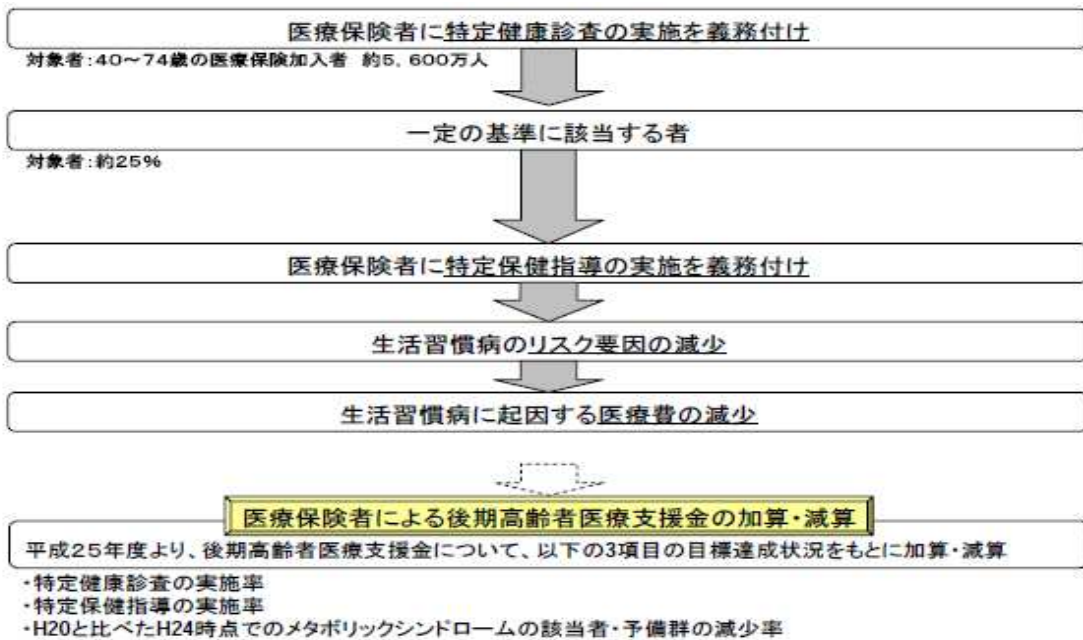 医療保険者に特定健康診査の実施を義務付け
対象者:40～74歳の医療保険加入者 約5,600万人
一定の基準に該当する者
対象者:約25%
医療保険者に特定保健指導の実施を義務付け
生活習慣病のリスク要因の減少
生活習慣病に起因する医療費の減少
医療保険者による後期高齢者医療支援金の加算・減算
平成25年度より、後期高齢者医療支援金について、以下の3項目の目標達成状況をもとに加算・減算
・特定健康診査の実施率
・特定保健指導の実施率
・H20と比べたH24時点でのメタボリックシンドロームの該当者・予備群の減少率